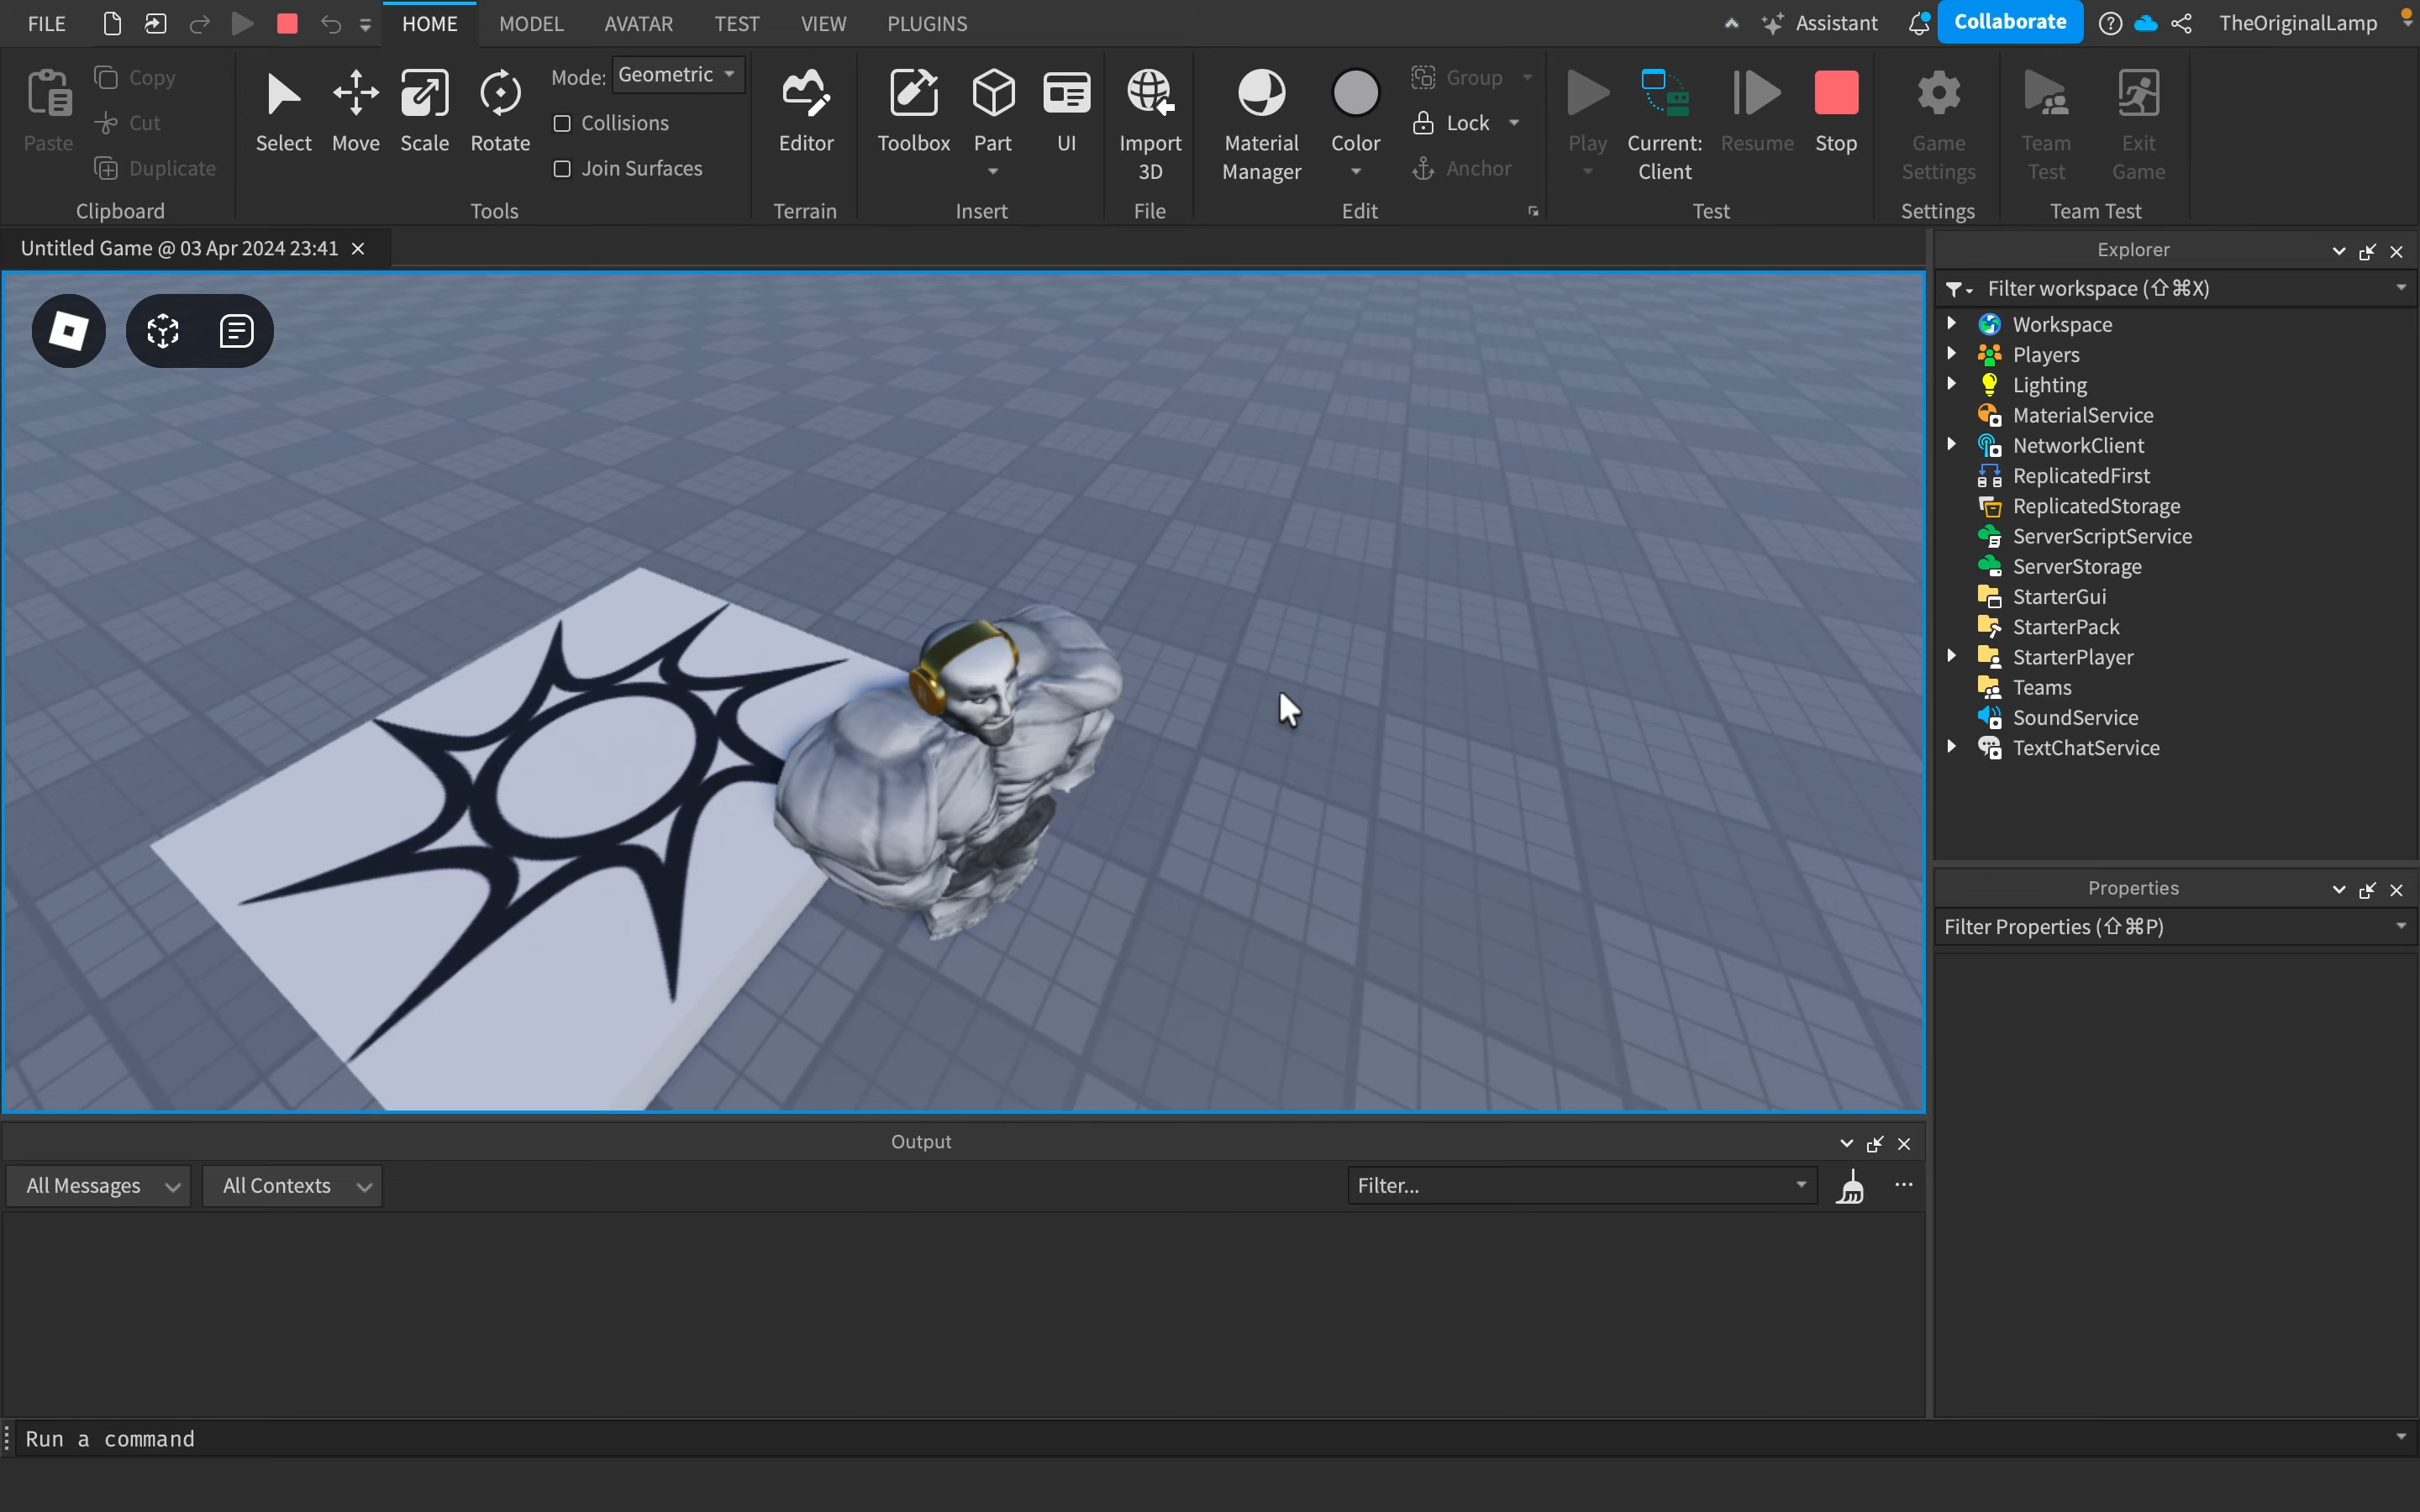 FILE HOME MODEL AVATAR TEST VIEW PLUGINS Assistant Collaborate TheOriginalLamp
Paste Copy Cut Duplicate
Clipboard
Select Move Scale Rotate Mode: Geometric
Collisions
Join Surfaces
Tools
Editor
Terrain
Toolbox Part UI
Insert
Import 3D
File
Material Manager Color Group Lock Anchor
Edit
Play Current: Client Resume Stop
Test
Game Settings
Settings
Team Test Exit Game
Team Test
Untitled Game @ 03 Apr 2024 23:41
Explorer
Filter workspace (⇧⌘X)
Workspace
Players
Lighting
MaterialService
NetworkClient
ReplicatedFirst
ReplicatedStorage
ServerScriptService
ServerStorage
StarterGui
StarterPack
StarterPlayer
Teams
SoundService
TextChatService
Properties
Filter Properties (⇧⌘P)
Output
All Messages All Contexts Filter...
Run a command